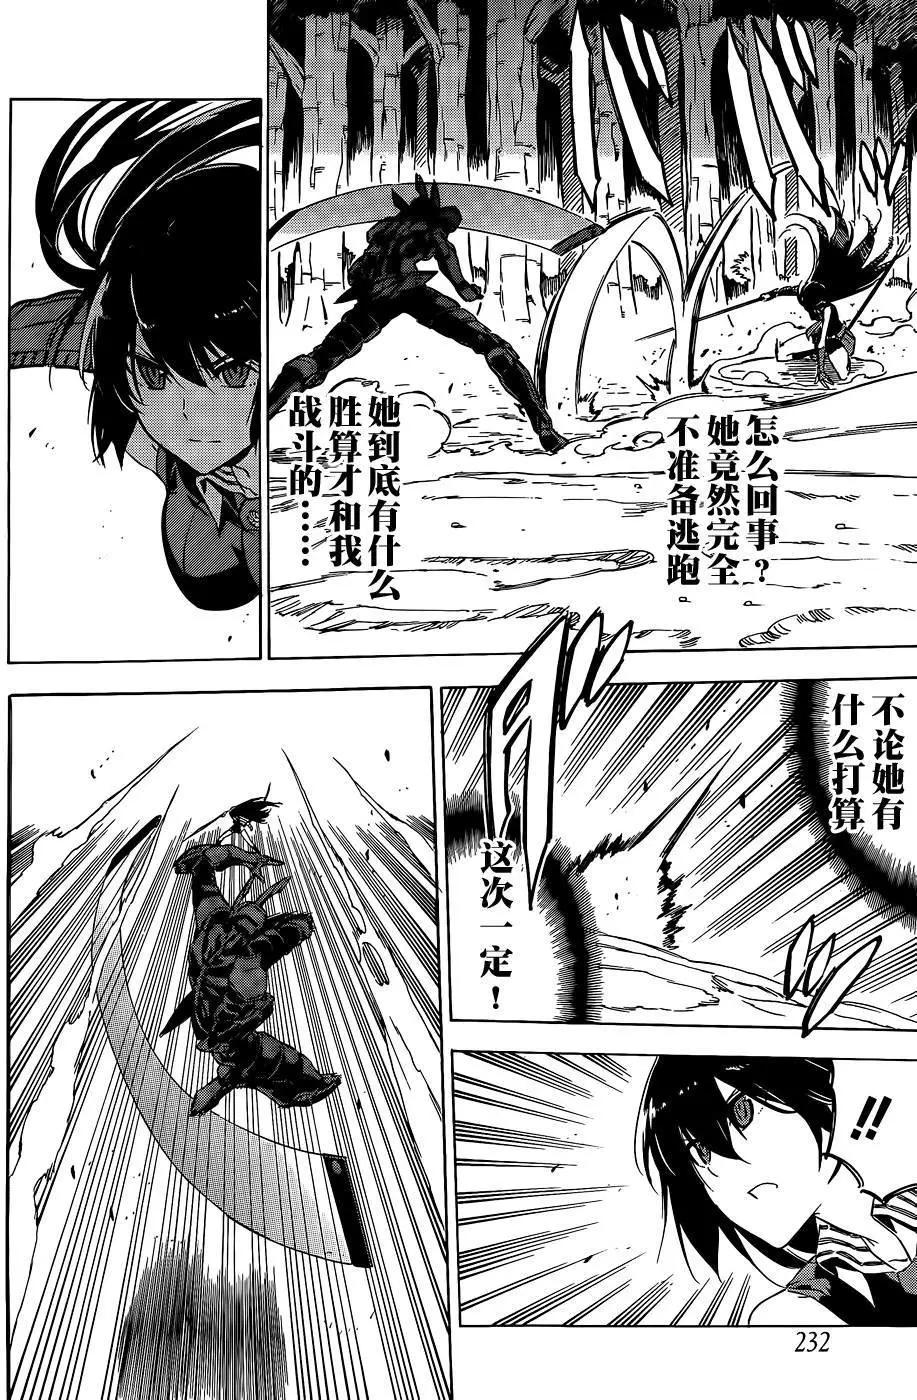 怎么回事？
她竟然完全
不准备逃跑
她到底有什么
胜算才和我
战斗的……
不论她有
什么打算
这次一定！
!!
232